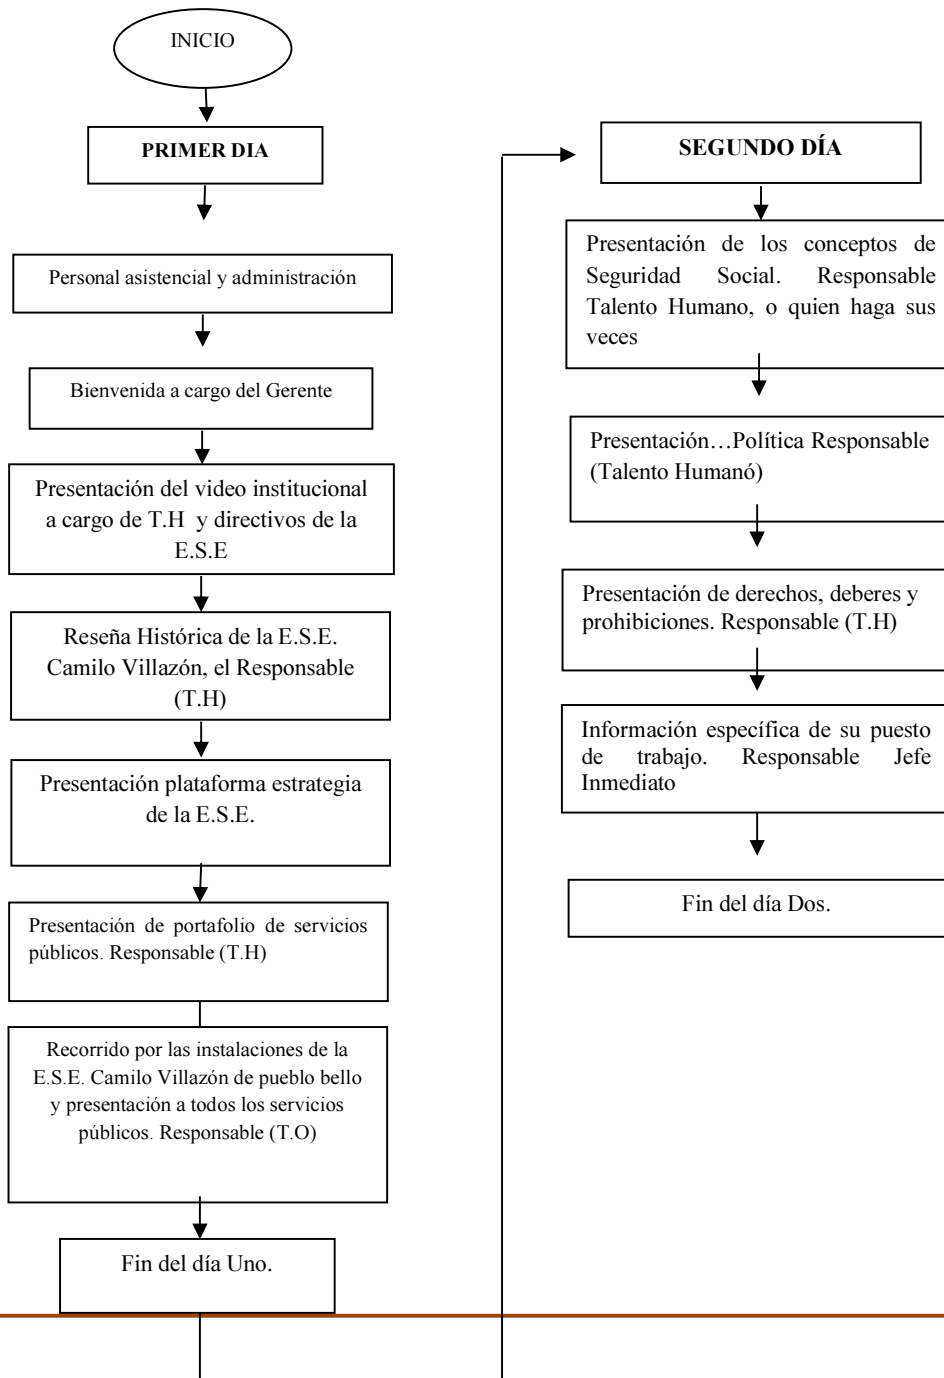 INICIO
PRIMER DIA
Personal asistencial y administración
Bienvenida a cargo del Gerente
Presentación del video institucional
a cargo de T.H y directivos de la
E.S.E
Reseña Histórica de la E.S.E.
Camilo Villazón, el Responsable
(T.H)
Presentación plataforma estrategia
de la E.S.E.
Presentación de portafolio de servicios
públicos. Responsable (T.H)
Recorrido por las instalaciones de la
E.S.E. Camilo Villazón de pueblo bello
y presentación a todos los servicios
públicos. Responsable (T.O)
Fin del día Uno.
SEGUNDO DÍA
Presentación de los conceptos de
Seguridad Social. Responsable
Talento Humano, o quien haga sus
veces
Presentación…Política Responsable
(Talento Humanó)
Presentación de derechos, deberes y
prohibiciones. Responsable (T.H)
Información específica de su puesto
de trabajo. Responsable Jefe
Inmediato
Fin del día Dos.